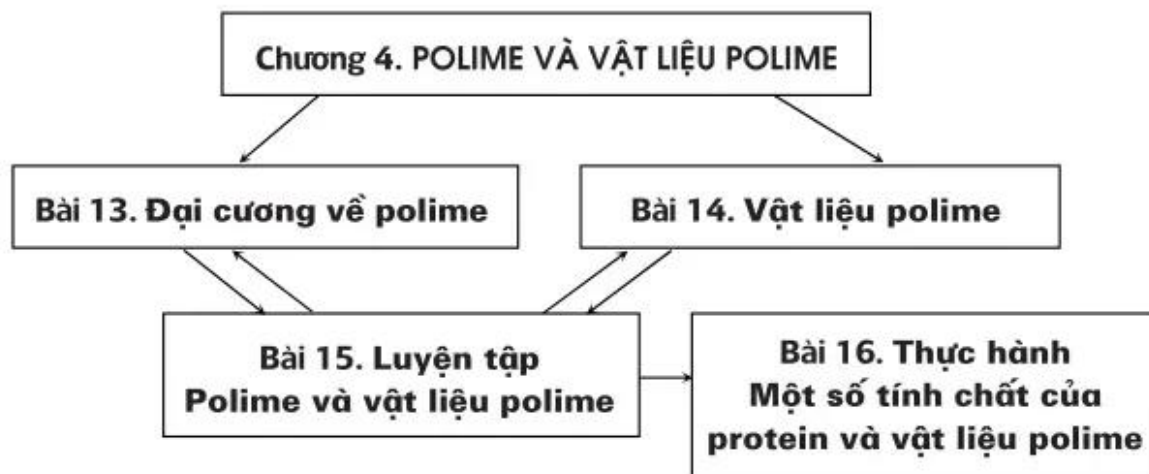 Chương 4. POLIME VÀ VẬT LIỆU POLIME
Bài 13. Đại cương về polime
Bài 14. Vật liệu polime
Bài 15. Luyện tập
Polime và vật liệu polime
Bài 16. Thực hành
Một số tính chất của
protein và vật liệu polime